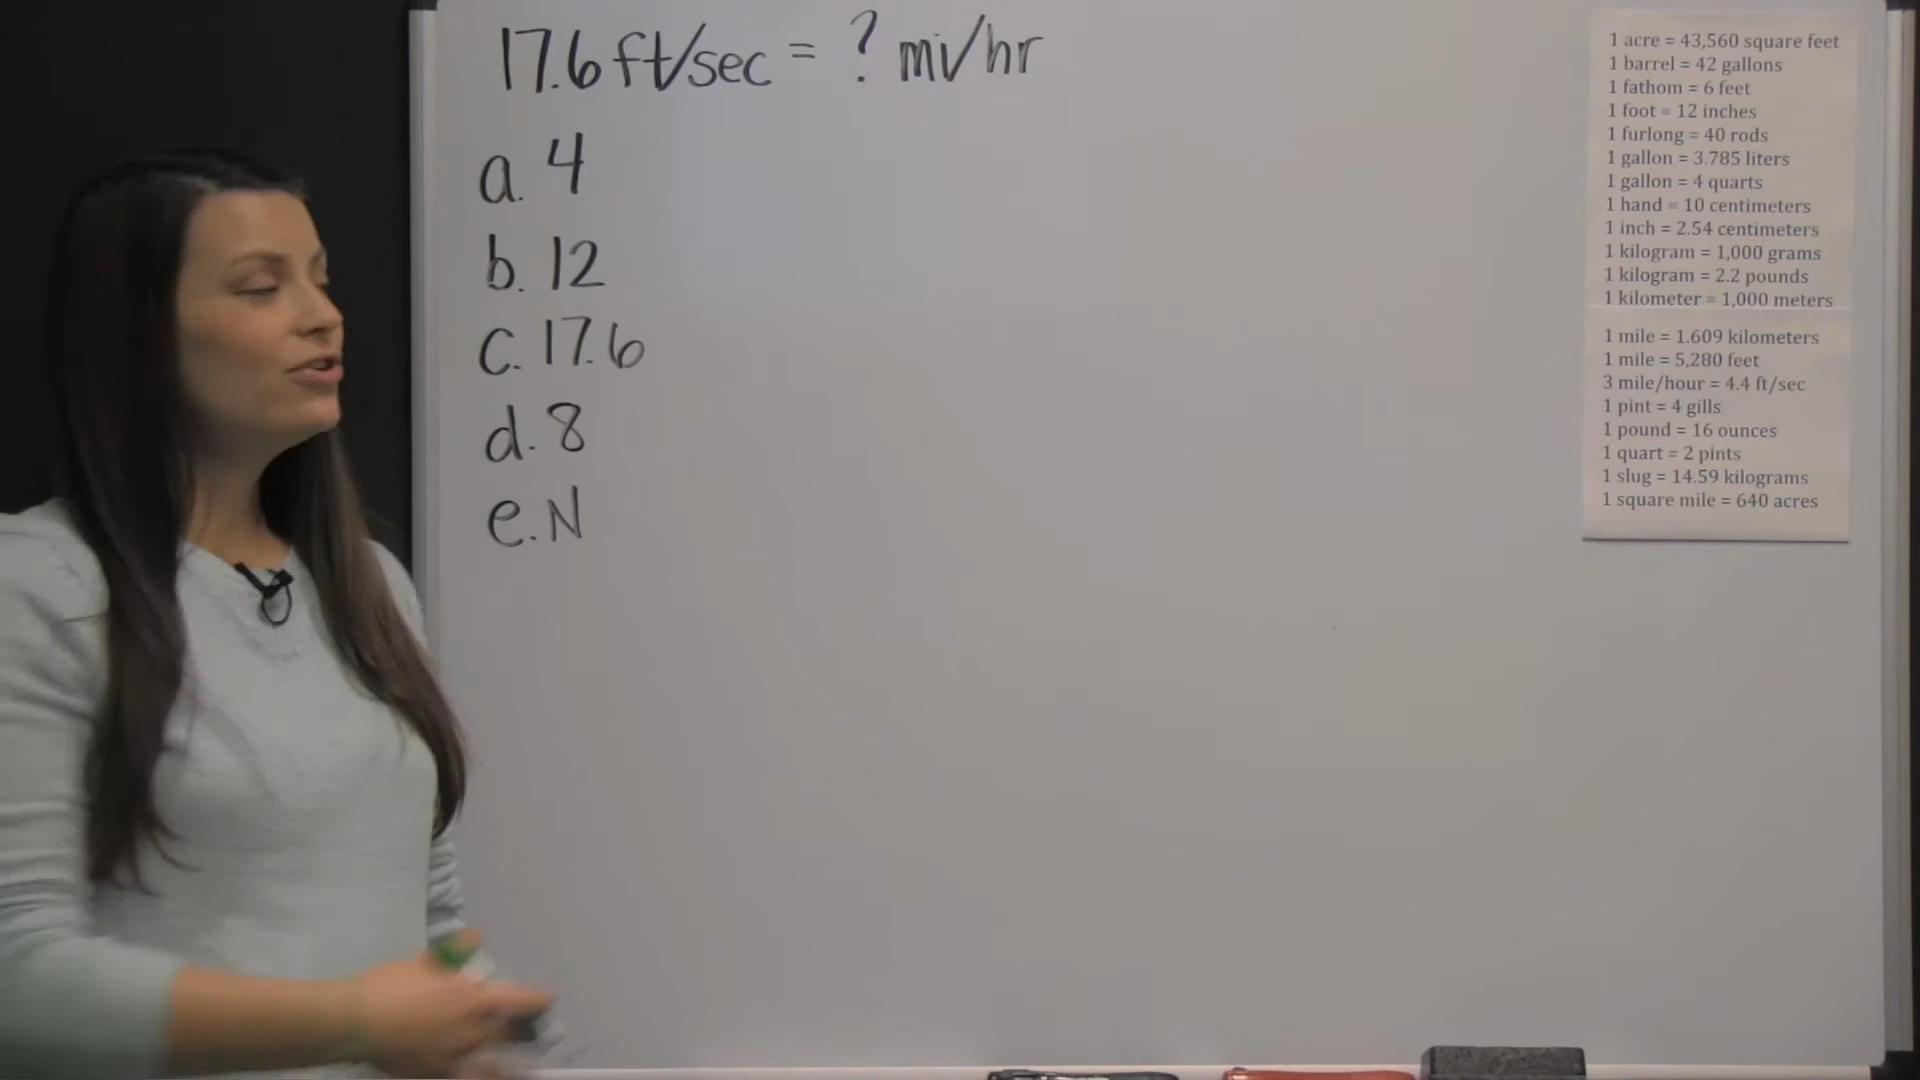 17.6 ft/sec = ? mi/hr
a. 4
b. 12
c. 17.6
d. 8
e. N
1 acre = 43,560 square feet
1 barrel = 42 gallons
1 fathom = 6 feet
1 foot = 12 inches
1 furlong = 40 rods
1 gallon = 3.785 liters
1 gallon = 4 quarts
1 hand = 10 centimeters
1 inch = 2.54 centimeters
1 kilogram = 1,000 grams
1 kilogram = 2.2 pounds
1 kilometer = 1,000 meters
1 mile = 1.609 kilometers
1 mile = 5,280 feet
3 mile/hour = 4.4 ft/sec
1 pint = 4 gills
1 pound = 16 ounces
1 quart = 2 pints
1 slug = 14.59 kilograms
1 square mile = 640 acres